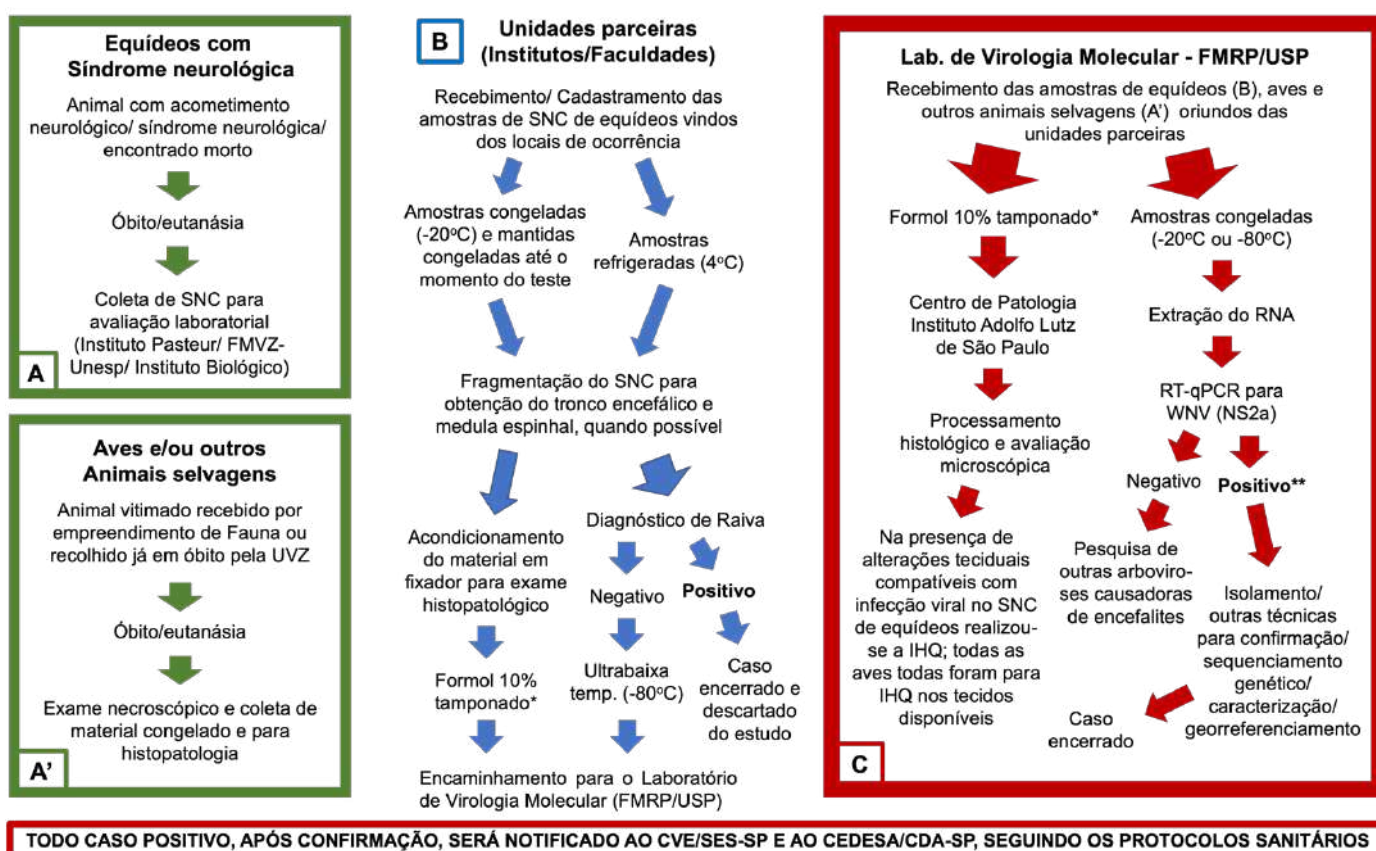 Equídeos com
Síndrome neurológica
Animal com acometimento
neurológico/ síndrome neurológica/
encontrado morto
Óbito/eutanásia
Coleta de SNC para
avaliação laboratorial
(Instituto Pasteur/ FMVZ-
Unesp/ Instituto Biológico)
A
Aves e/ou outros
Animais selvagens
Animal vitimado recebido por
empreendimento de Fauna ou
recolhido já em óbito pela UVZ
Óbito/eutanásia
Exame necroscópico e coleta de
material congelado e para
histopatologia
A'
B
Unidades parceiras
(Institutos/Faculdades)
Recebimento/ Cadastramento das
amostras de SNC de equídeos vindos
dos locais de ocorrência
Amostras congeladas
(-20ºC) e mantidas
congeladas até o
momento do teste
Amostras
refrigeradas (4ºC)
Fragmentação do SNC para
obtenção do tronco encefálico e
medula espinhal, quando possível
Acondicionamento
do material em
fixador para exame
histopatológico
Formol 10%
tamponado*
Diagnóstico de Raiva
Negativo
Positivo
Ultrabaixa
temp. (-80ºC)
Caso
encerrado e
descartado
do estudo
Encaminhamento para o Laboratório
de Virologia Molecular (FMRP/USP)
Lab. de Virologia Molecular - FMRP/USP
Recebimento das amostras de equídeos (B), aves e
outros animais selvagens (A') oriundos das
unidades parceiras
Formol 10% tamponado*
Centro de Patologia
Instituto Adolfo Lutz
de São Paulo
Processamento
histológico e avaliação
microscópica
Na presença de
alterações teciduais
compatíveis com
infecção viral no SNC
de equídeos realizou-
se a IHQ; todas as
aves todas foram para
IHQ nos tecidos
disponíveis
Amostras congeladas
(-20ºC ou -80ºC)
Extração do RNA
RT-qPCR para
WNV (NS2a)
Negativo
Positivo**
Pesquisa de
outras arboviro-
ses causadoras
de encefalites
Isolamento/
outras técnicas
para confirmação/
sequenciamento
genético/
caracterização/
georreferenciamento
Caso
encerrado
C
TODO CASO POSITIVO, APÓS CONFIRMAÇÃO, SERÁ NOTIFICADO AO CVE/SES-SP E AO CEDESA/CDA-SP, SEGUINDO OS PROTOCOLOS SANITÁRIOS